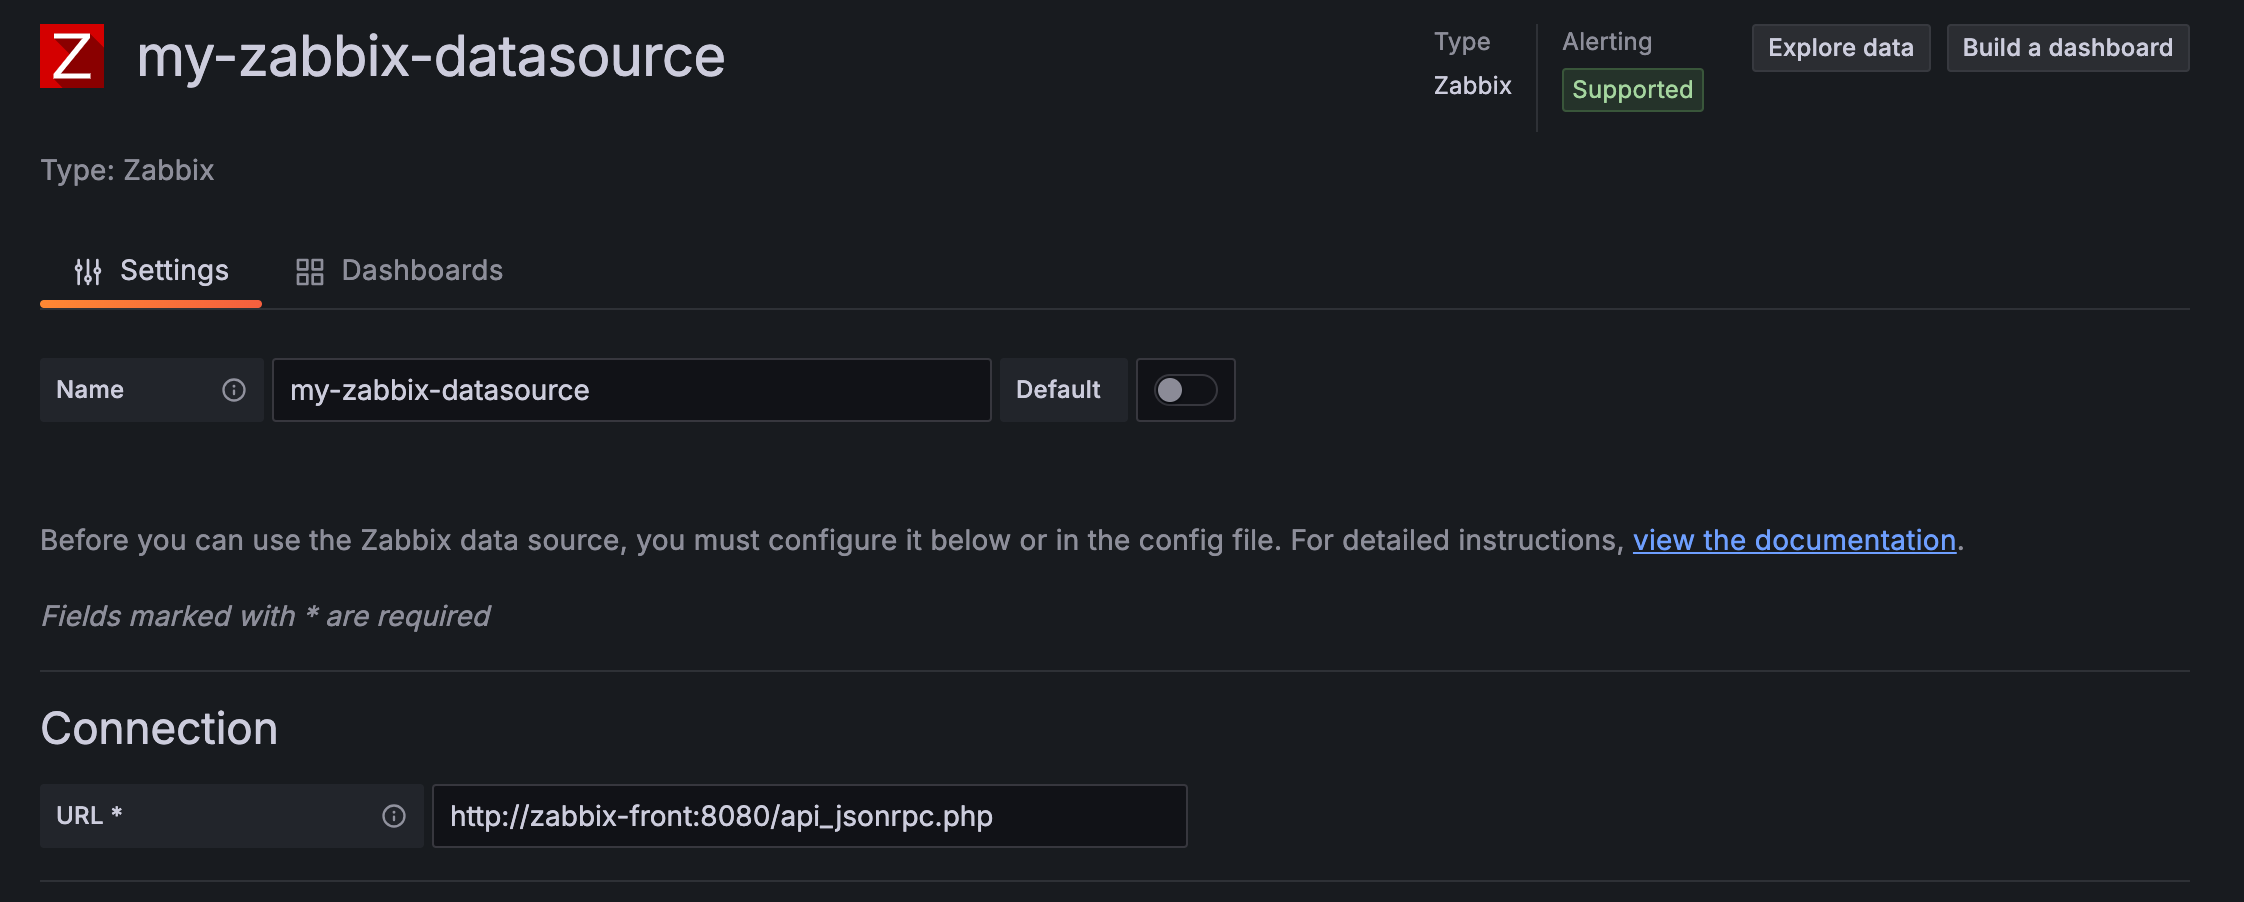 Z my-zabbix-datasource
Type
Zabbix
Alerting
Supported
Explore data
Build a dashboard
Type: Zabbix
Settings
Dashboards
Name
my-zabbix-datasource
Default
Before you can use the Zabbix data source, you must configure it below or in the config file. For detailed instructions, view the documentation.
Fields marked with * are required
Connection
URL *
http://zabbix-front:8080/api_jsonrpc.php